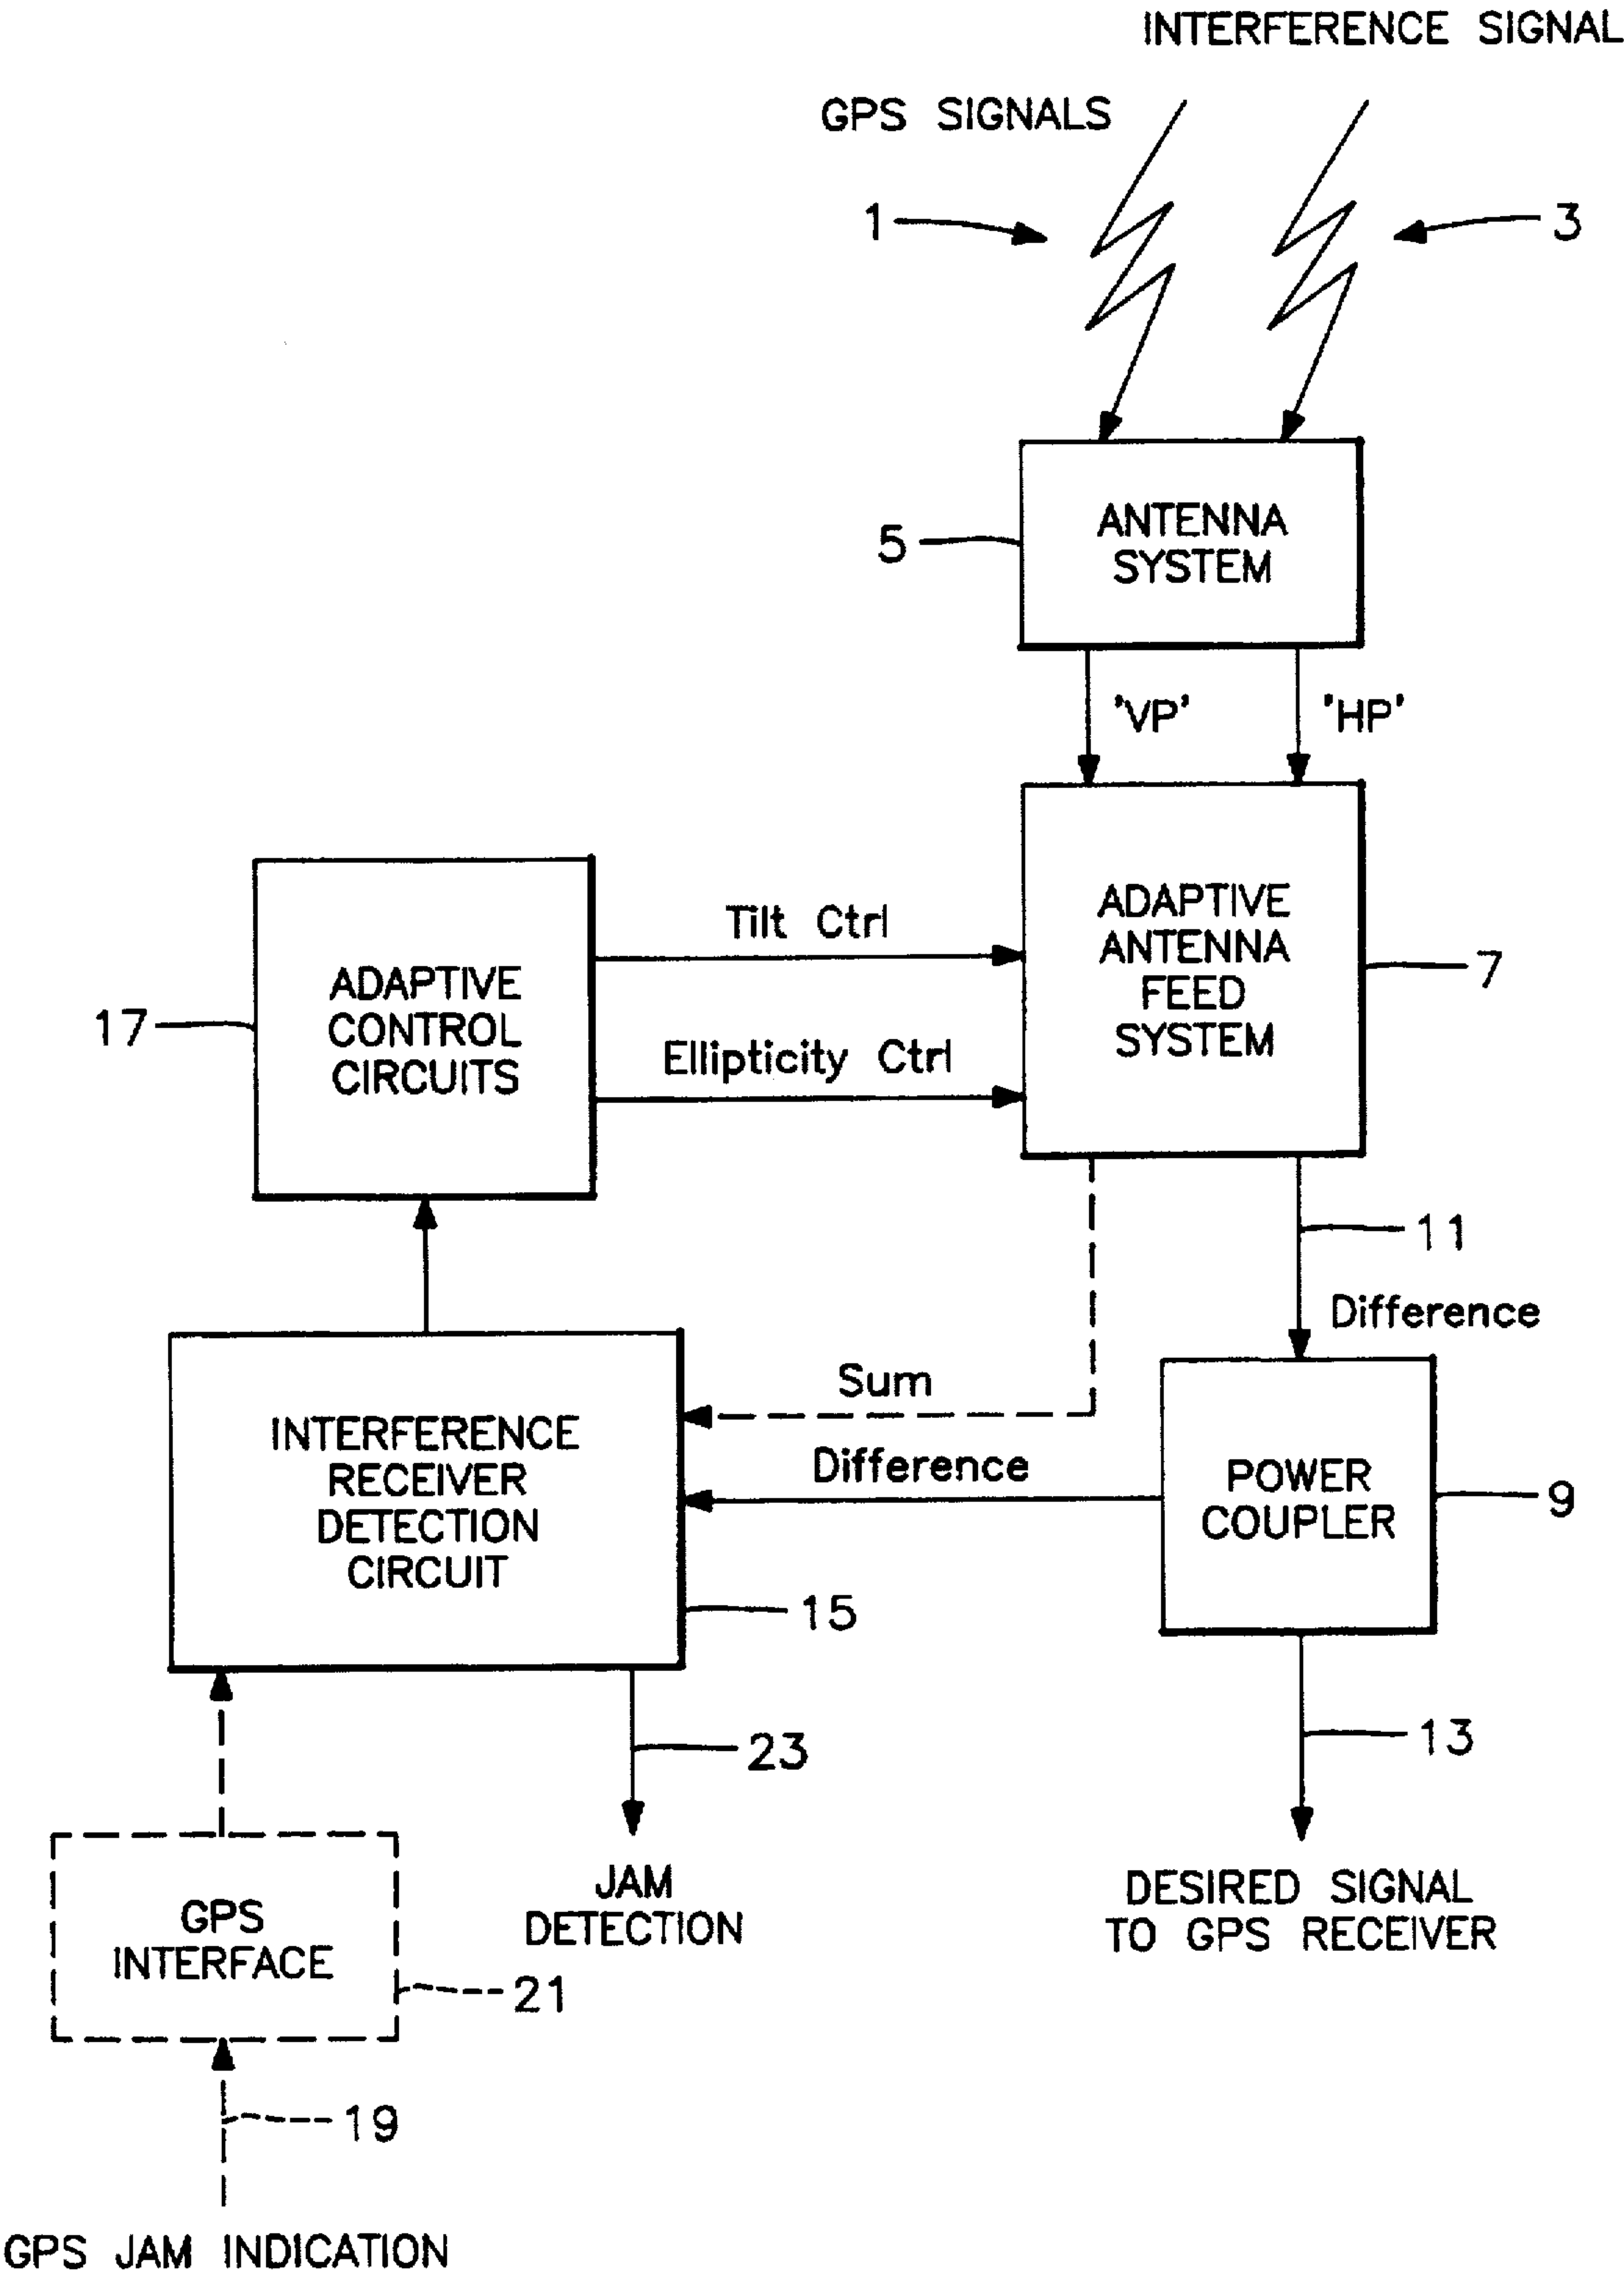 INTERFERENCE SIGNAL
GPS SIGNALS
1
3
5
ANTENNA
SYSTEM
'VP'
'HP'
ADAPTIVE
ANTENNA
FEED
SYSTEM
7
Tilt Ctrl
Ellipticity Ctrl
17
ADAPTIVE
CONTROL
CIRCUITS
11
Difference
Sum
Difference
INTERFERENCE
RECEIVER
DETECTION
CIRCUIT
15
POWER
COUPLER
9
23
13
JAM
DETECTION
DESIRED SIGNAL
TO GPS RECEIVER
GPS
INTERFACE
21
19
GPS JAM INDICATION